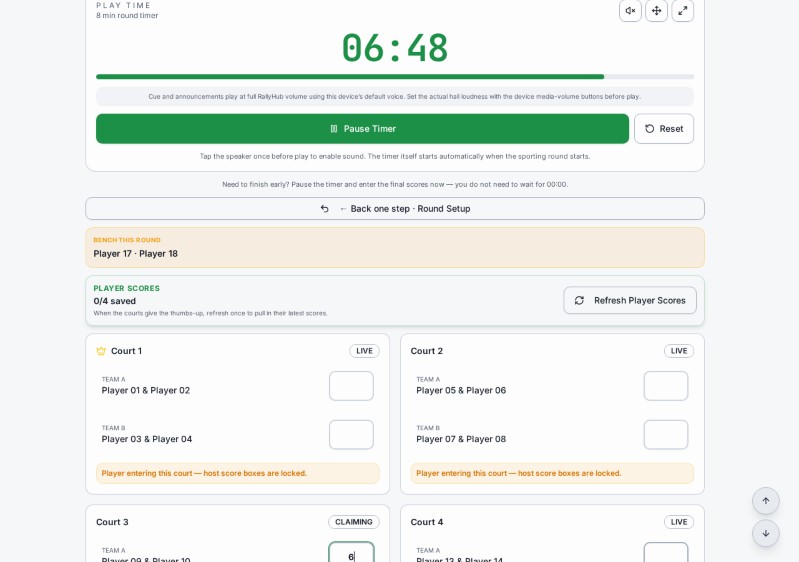 PLAY TIME
8 min round timer
06:48
Cue and announcements play at full RallyHub volume using this device's default voice. Set the actual hall loudness with the device media-volume buttons before play.
Pause Timer
Reset
Tap the speaker once before play to enable sound. The timer itself starts automatically when the sporting round starts.
Need to finish early? Pause the timer and enter the final scores now — you do not need to wait for 00:00.
← Back one step · Round Setup
BENCH THIS ROUND
Player 17 · Player 18
PLAYER SCORES
0/4 saved
When the courts give the thumbs-up, refresh once to pull in their latest scores.
Refresh Player Scores
Court 1
LIVE
TEAM A
Player 01 & Player 02
TEAM B
Player 03 & Player 04
Player entering this court — host score boxes are locked.
Court 2
LIVE
TEAM A
Player 05 & Player 06
TEAM B
Player 07 & Player 08
Player entering this court — host score boxes are locked.
Court 3
CLAIMING
TEAM A
Player 09 & Player 10
6
Court 4
LIVE
TEAM A
Player 13 & Player 14